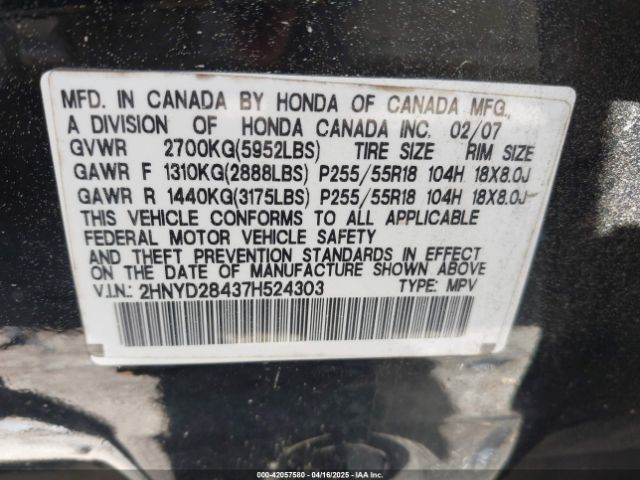 MFD. IN CANADA BY HONDA OF CANADA MFG.,
A DIVISION OF HONDA CANADA INC. 02/07
GVWR 2700KG(5952LBS) TIRE SIZE RIM SIZE
GAWR F 1310KG(2888LBS) P255/55R18 104H 18X8.0J
GAWR R 1440KG(3175LBS) P255/55R18 104H 18X8.0J
THIS VEHICLE CONFORMS TO ALL APPLICABLE
FEDERAL MOTOR VEHICLE SAFETY
AND THEFT PREVENTION STANDARDS IN EFFECT
ON THE DATE OF MANUFACTURE SHOWN ABOVE
V.I.N.: 2HNYD28437H524303 TYPE: MPV
000-42057580 - 04/16/2025 - IAA Inc.